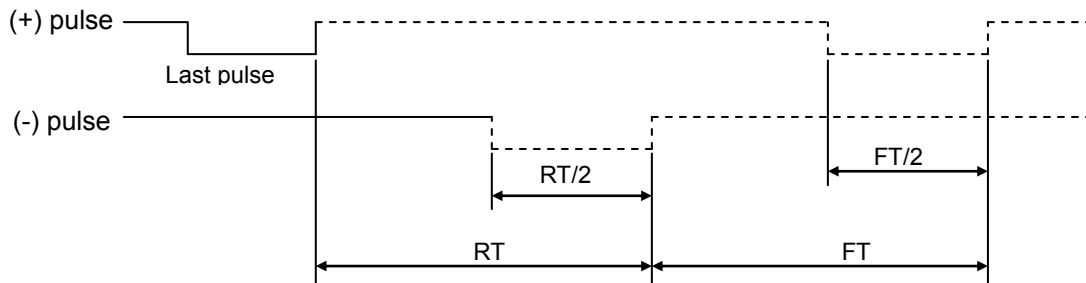 (+) pulse
Last pulse
(-) pulse
RT/2
FT/2
RT
FT